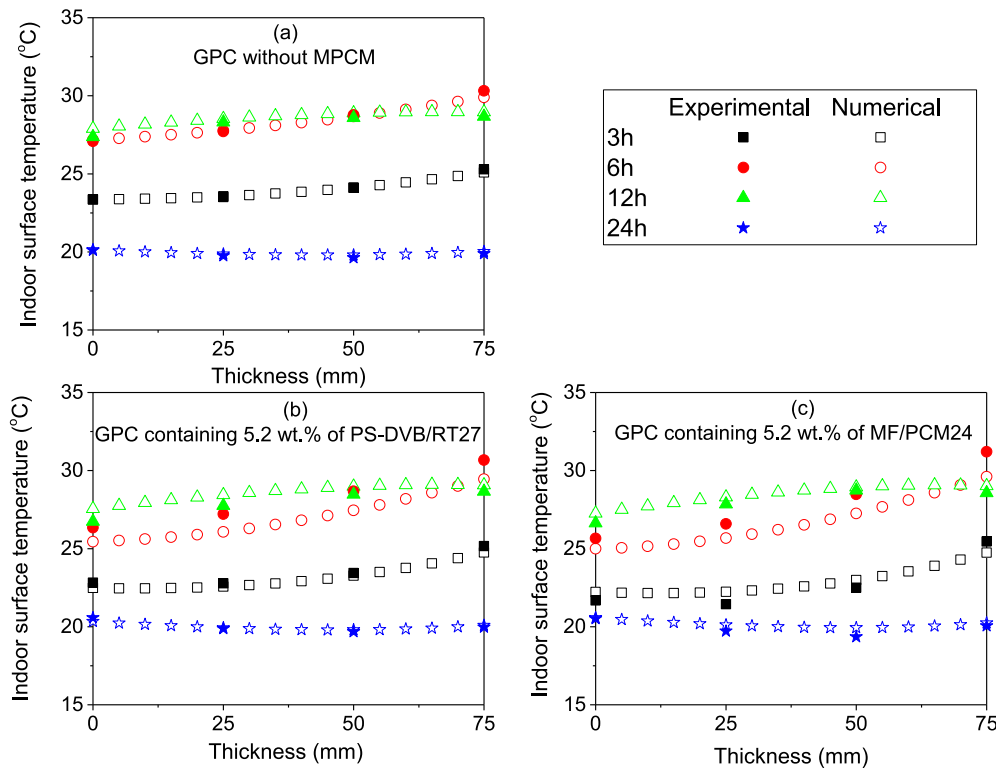 35
30
25
20
15
Indoor surface temperature (°C)
(a)
GPC without MPCM
0
25
50
75
Thickness (mm)
Experimental Numerical
3h
6h
12h
24h
35
30
25
20
15
Indoor surface temperature (°C)
(b)
GPC containing 5.2 wt.% of PS-DVB/RT27
0
25
50
75
Thickness (mm)
35
30
25
20
15
Indoor surface temperature (°C)
(c)
GPC containing 5.2 wt.% of MF/PCM24
0
25
50
75
Thickness (mm)